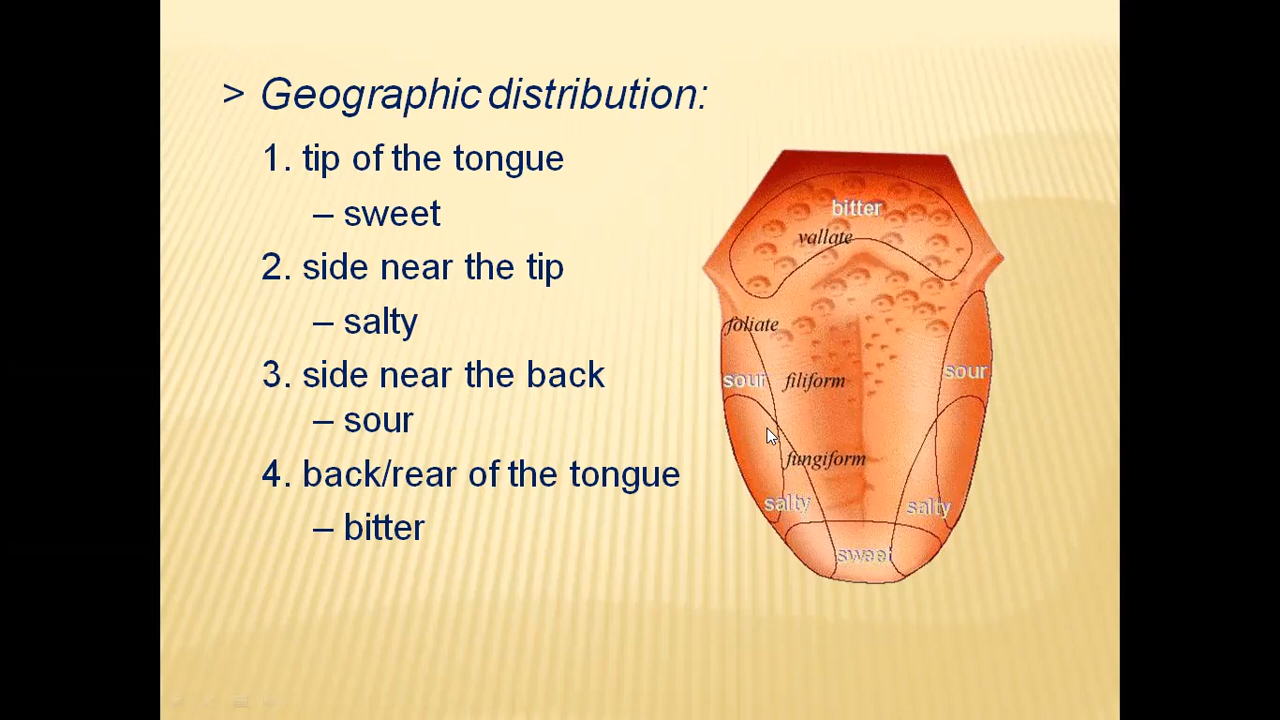 > Geographic distribution:
1. tip of the tongue
– sweet
2. side near the tip
– salty
3. side near the back
– sour
4. back/rear of the tongue
– bitter
bitter
vallate
foliate
sour
filiform
sour
fungiform
salty
salty
sweet